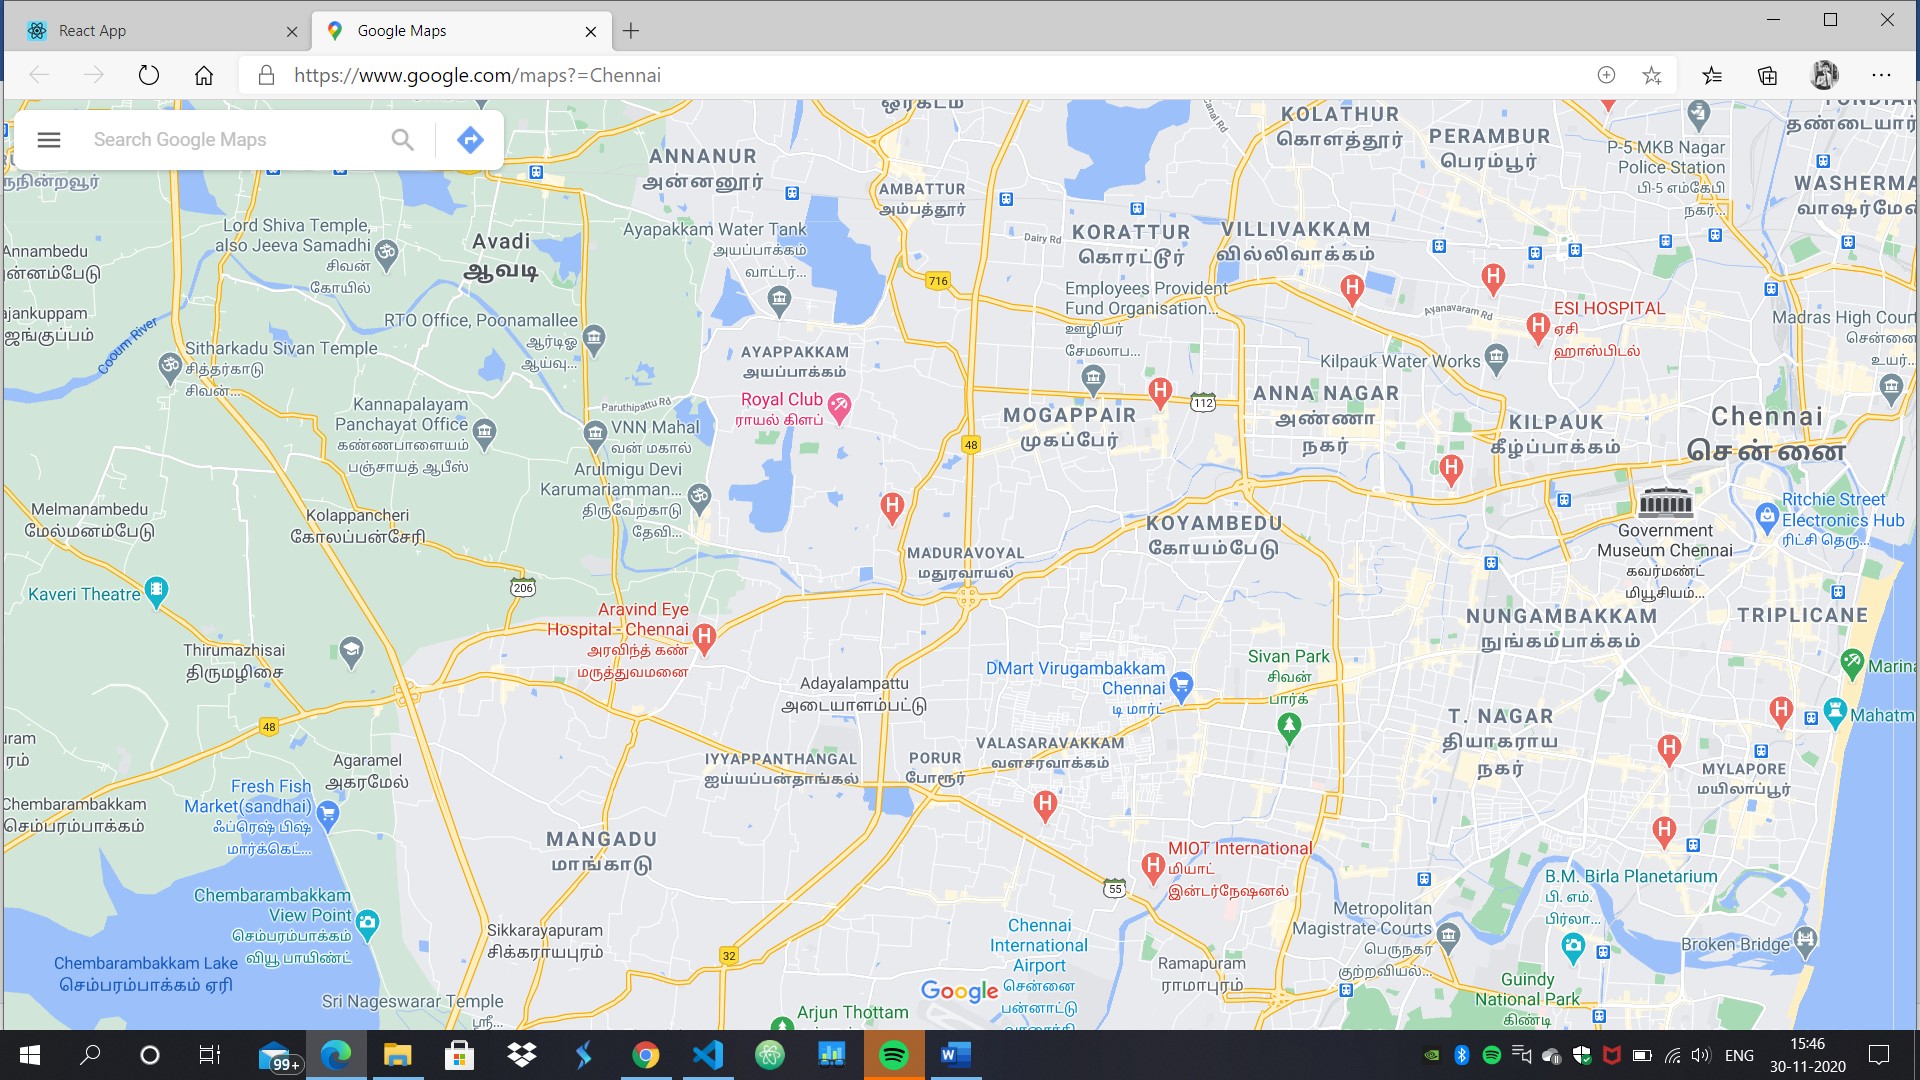 React App
Google Maps
https://www.google.com/maps?=Chennai
Search Google Maps
ANNANUR
அன்னனூர்
AMBATTUR
அம்பத்தூர்
KOLATHUR
கொளத்தூர்
PERAMBUR
பெரம்பூர்
P-5 MKB Nagar
Police Station
பி-5 எம்கேபி
நகர்...
WASHERMA
வாஷர்மேன்
Annambedu
Lord Shiva Temple,
also Jeeva Samadhi
சிவன்
கோயில்
Avadi
ஆவடி
Ayapakkam Water Tank
அயப்பாக்கம்
வாட்டர்...
Dairy Rd
KORATTUR
கொரட்டூர்
VILLIVAKKAM
வில்லிவாக்கம்
716
Employees Provident
Fund Organisation...
ஊழியர்
சேமலாப...
Ayanavaram Rd
ESI HOSPITAL
ஏசி
ஹாஸ்பிடல்
Madras High Court
சென்னை
உயர்...
Cooum River
RTO Office, Poonamallee
ஆர்டிஓ
ஆய்வு...
Sitharkadu Sivan Temple
சித்தர்காடு
சிவன்...
AYAPPAKKAM
அயப்பாக்கம்
Kilpauk Water Works
Royal Club
ராயல் கிளப்
Paruthipattu Rd
Kannapalayam
Panchayat Office
கண்ணபாளையம்
பஞ்சாயத் ஆபீஸ்
VNN Mahal
வன் மகால்
MOGAPPAIR
முகப்பேர்
112
ANNA NAGAR
அண்ணா
நகர்
KILPAUK
கீழ்ப்பாக்கம்
Chennai
சென்னை
48
Arulmigu Devi
Karumariamman...
திருவேற்காடு
தேவி...
Melmanambedu
மேல்மனம்பேடு
Kolappancheri
கோலப்பன்சேரி
KOYAMBEDU
கோயம்பேடு
Government
Museum Chennai
கவர்மண்ட்
மியூசியம்...
Ritchie Street
Electronics Hub
ரிட்சி தெரு...
MADURAVOYAL
மதுரவாயல்
Kaveri Theatre
206
Aravind Eye
Hospital - Chennai
அரவிந்த் கண்
மருத்துவமனை
NUNGAMBAKKAM
நுங்கம்பாக்கம்
TRIPLICANE
Thirumazhisai
திருமழிசை
Adayalampattu
அடையாளம்பட்டு
DMart Virugambakkam
Chennai
டி மார்ட்
Sivan Park
சிவன்
பார்க்
Marina
Mahatm
48
T. NAGAR
தியாகராய
நகர்
Agaramel
அகரமேல்
IYYAPPANTHANGAL
ஐய்யப்பன்தாங்கல்
PORUR
போரூர்
VALASARAVAKKAM
வளசரவாக்கம்
MYLAPORE
மயிலாப்பூர்
Fresh Fish
Market(sandhai)
ஃப்ரெஷ் பிஷ்
மார்க்கெட்...
Chembarambakkam
செம்பரம்பாக்கம்
MANGADU
மாங்காடு
MIOT International
மியாட்
இன்டர்நேஷனல்
55
B.M. Birla Planetarium
பி. எம்.
பிர்லா...
Chembarambakkam
View Point
செம்பரம்பாக்கம்
வியூ பாயிண்ட்
Sikkarayapuram
சிக்கராயபுரம்
Chennai
International
Airport
சென்னை
பன்னாட்டு
Metropolitan
Magistrate Courts
பெருநகர்
குற்றவியல்...
Broken Bridge
Chembarambakkam Lake
செம்பரம்பாக்கம் ஏரி
32
Ramapuram
ராமாபுரம்
Guindy
National Park
கிண்டி
Sri Nageswarar Temple
ஸ்ரீ...
Google
Arjun Thottam
99+
ENG
15:46
30-11-2020